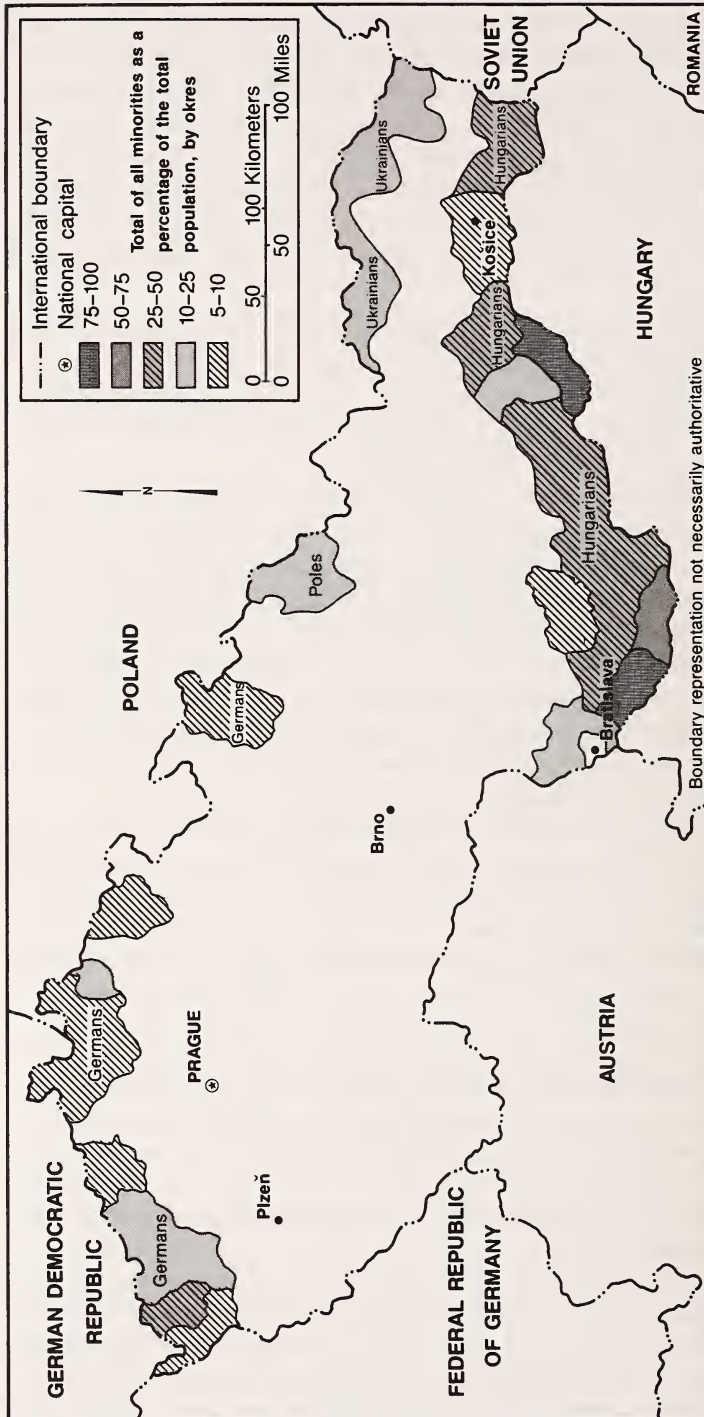 International boundary
National capital
75–100
50–75
25–50
10–25
5–10
Total of all minorities as a
percentage of the total
population, by okres
0 50 100 Kilometers
0 50 100 Miles
N
GERMAN DEMOCRATIC
REPUBLIC
POLAND
SOVIET
UNION
ROMANIA
HUNGARY
AUSTRIA
FEDERAL REPUBLIC
OF GERMANY
Germans
Germans
Germans
Poles
Ukrainians
Ukrainians
PRAGUE
Plzeň
Brno
Bratislava
Košice
Hungarians
Hungarians
Hungarians
Boundary representation not necessarily authoritative